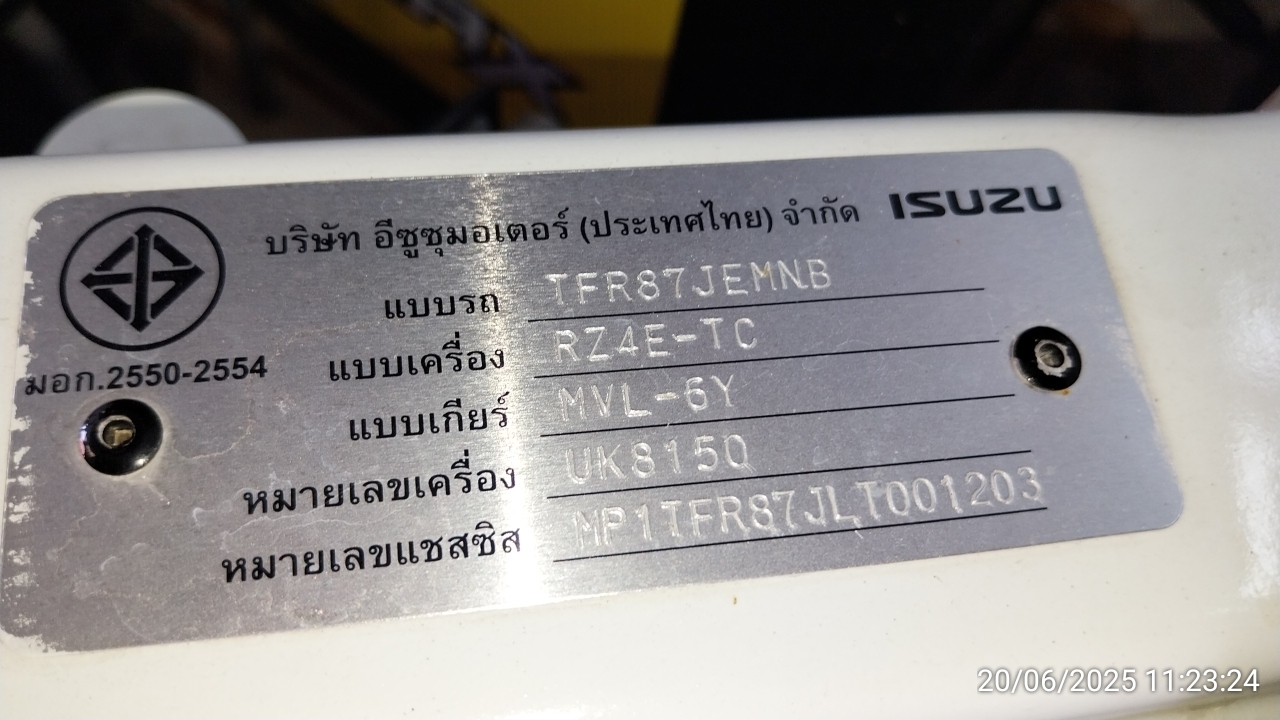 บริษัท อีซูซุมอเตอร์ (ประเทศไทย) จำกัด ISUZU
แบบรถ TFR87JEMNB
มอก.2550-2554
แบบเครื่อง RZ4E-TC
แบบเกียร์ MVL-6Y
หมายเลขเครื่อง UK815Q
หมายเลขแชสซิส MP1TFR87JLT001203
20/06/2025 11:23:24